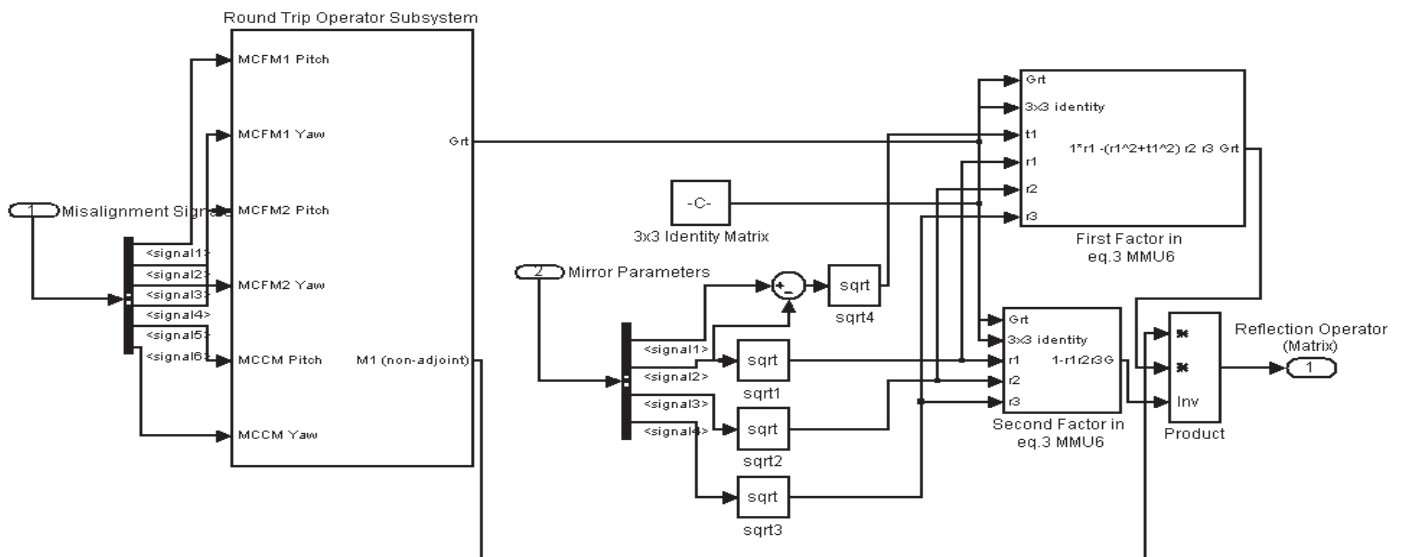 Round Trip Operator Subsystem
MCFM1 Pitch
MCFM1 Yaw
MCFM2 Pitch
MCFM2 Yaw
MCCM Pitch
MCCM Yaw
Grt
M1 (non-adjoint)
1
Misalignment Signals
<signal1>
<signal2>
<signal3>
<signal4>
<signal5>
<signal6>
-C-
3x3 Identity Matrix
2
Mirror Parameters
<signal1>
<signal2>
<signal3>
<signal4>
+
-
sqrt
sqrt4
sqrt
sqrt1
sqrt
sqrt2
sqrt
sqrt3
Grt
3x3 identity
t1
r1
r2
r3
1*r1 -(r1^2+t1^2) r2 r3 Grt
First Factor in
eq.3 MMU6
Grt
3x3 identity
r1
r2
r3
1-r1r2r3G
Second Factor in
eq.3 MMU6
*
*
Inv
Product
Reflection Operator
(Matrix)
1